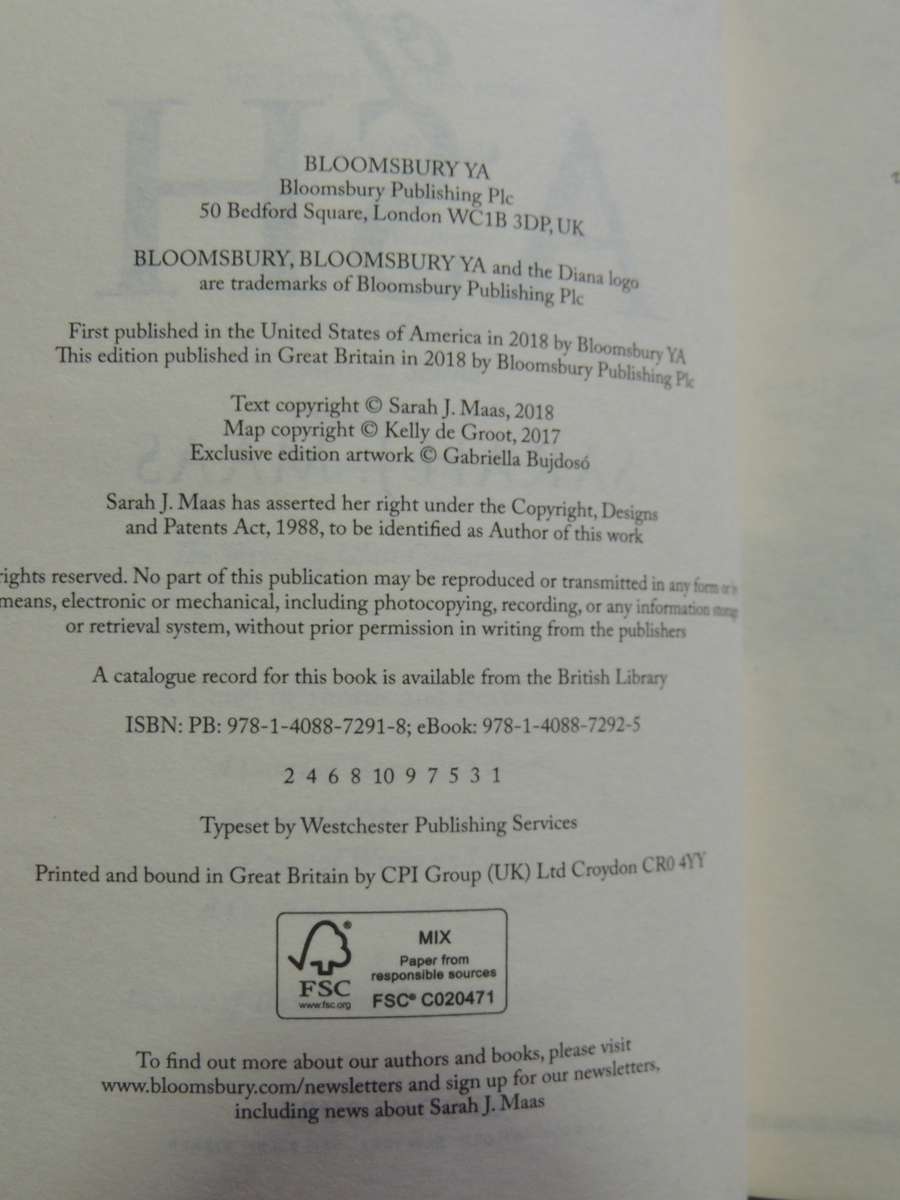 BLOOMSBURY YA
Bloomsbury Publishing Plc
50 Bedford Square, London WC1B 3DP, UK
BLOOMSBURY, BLOOMSBURY YA and the Diana logo
are trademarks of Bloomsbury Publishing Plc
First published in the United States of America in 2018 by Bloomsbury YA
This edition published in Great Britain in 2018 by Bloomsbury Publishing Plc
Text copyright © Sarah J. Maas, 2018
Map copyright © Kelly de Groot, 2017
Exclusive edition artwork © Gabriella Bujdosó
Sarah J. Maas has asserted her right under the Copyright, Designs
and Patents Act, 1988, to be identified as Author of this work
rights reserved. No part of this publication may be reproduced or transmitted in any form or
means, electronic or mechanical, including photocopying, recording, or any information
or retrieval system, without prior permission in writing from the publishers
A catalogue record for this book is available from the British Library
ISBN: PB: 978-1-4088-7291-8; eBook: 978-1-4088-7292-5
2 4 6 8 10 9 7 5 3 1
Typeset by Westchester Publishing Services
Printed and bound in Great Britain by CPI Group (UK) Ltd Croydon CR0 4YY
FSC®
www.fsc.org
MIX
Paper from
responsible sources
FSC® C020471
To find out more about our authors and books, please visit
www.bloomsbury.com/newsletters and sign up for our newsletters,
including news about Sarah J. Maas